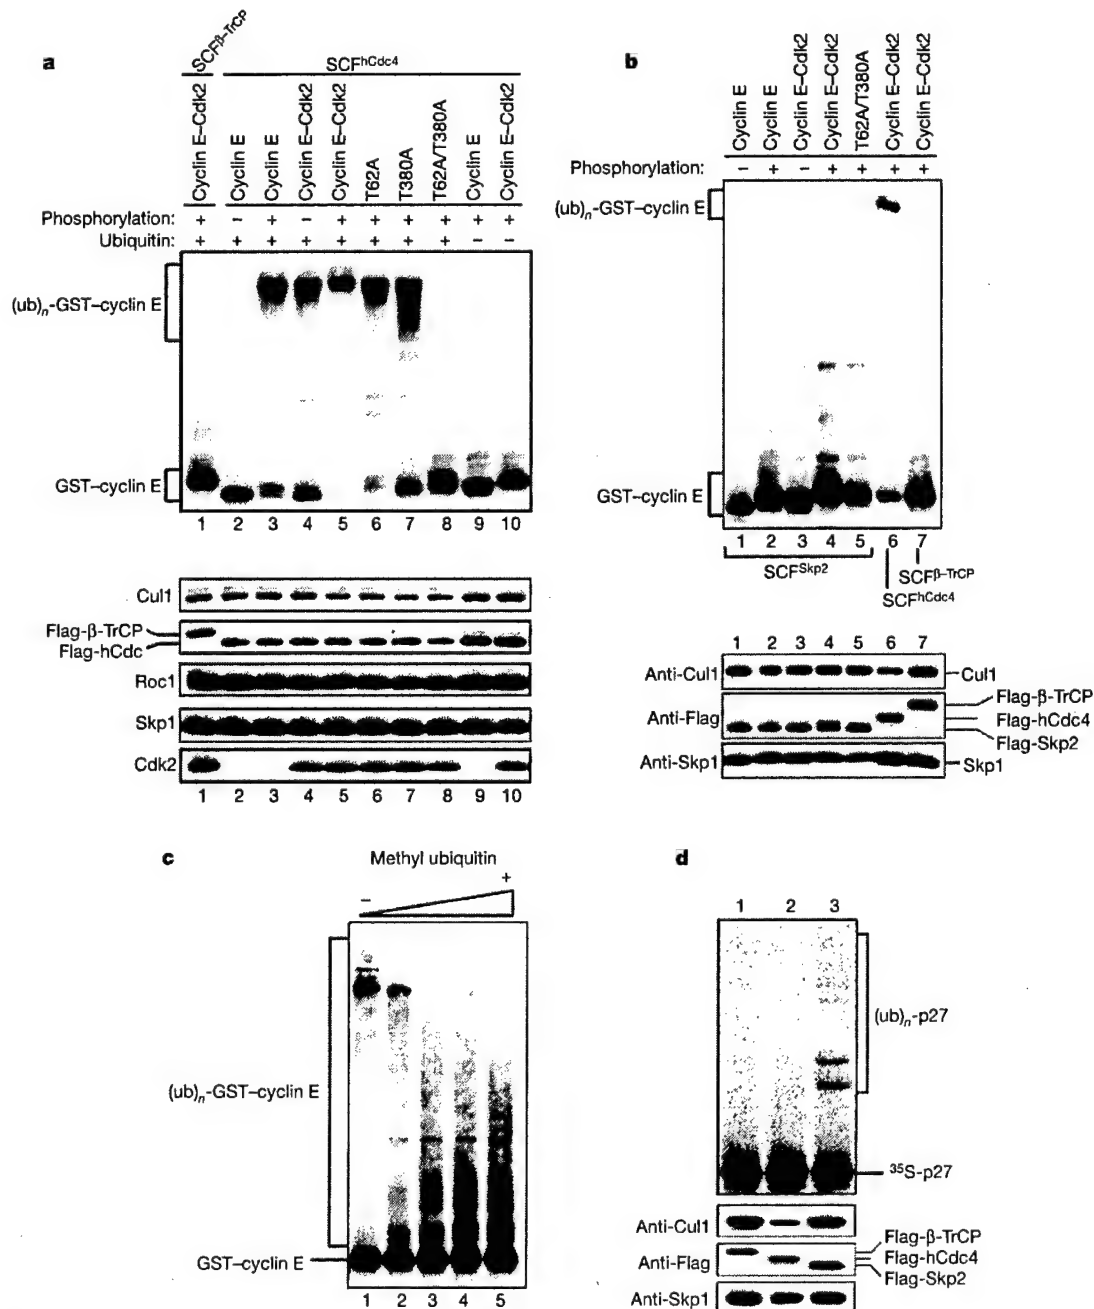 a
SCFβ–TrCP
SCFhCdc4
Cyclin E–Cdk2
Cyclin E
Cyclin E
Cyclin E–Cdk2
Cyclin E–Cdk2
T62A
T380A
T62A/T380A
Cyclin E
Cyclin E–Cdk2
Phosphorylation: + – + – + + + + – +
Ubiquitin: + + + + + + + + – –
(ub)n-GST–cyclin E
GST–cyclin E
1 2 3 4 5 6 7 8 9 10
Cul1
Flag-β-TrCP
Flag-hCdc
Roc1
Skp1
Cdk2
1 2 3 4 5 6 7 8 9 10
b
Cyclin E
Cyclin E
Cyclin E–Cdk2
Cyclin E–Cdk2
T62A/T380A
Cyclin E–Cdk2
Cyclin E–Cdk2
Phosphorylation: – + – + + + +
(ub)n-GST–cyclin E
GST–cyclin E
1 2 3 4 5 6 7
SCFSkp2
SCFβ–TrCP
SCFhCdc4
1 2 3 4 5 6 7
Anti-Cul1
Cul1
Anti-Flag
Flag-β-TrCP
Flag-hCdc4
Flag-Skp2
Anti-Skp1
Skp1
c
Methyl ubiquitin
– +
(ub)n-GST–cyclin E
GST–cyclin E
1 2 3 4 5
d
1 2 3
(ub)n-p27
35S-p27
Anti-Cul1
Anti-Flag
Flag-β-TrCP
Flag-hCdc4
Flag-Skp2
Anti-Skp1